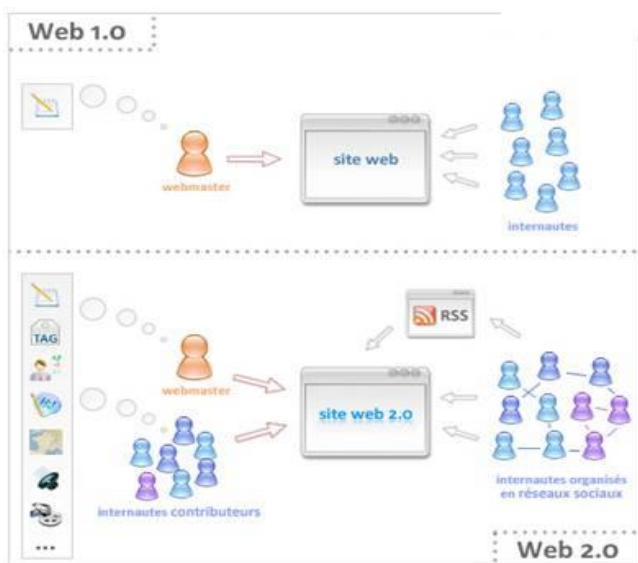 Web 1.0
site web
webmaster
internautes
TAG
RSS
webmaster
site web 2.0
internautes contributeurs
internautes organisés
en réseaux sociaux
...
Web 2.0